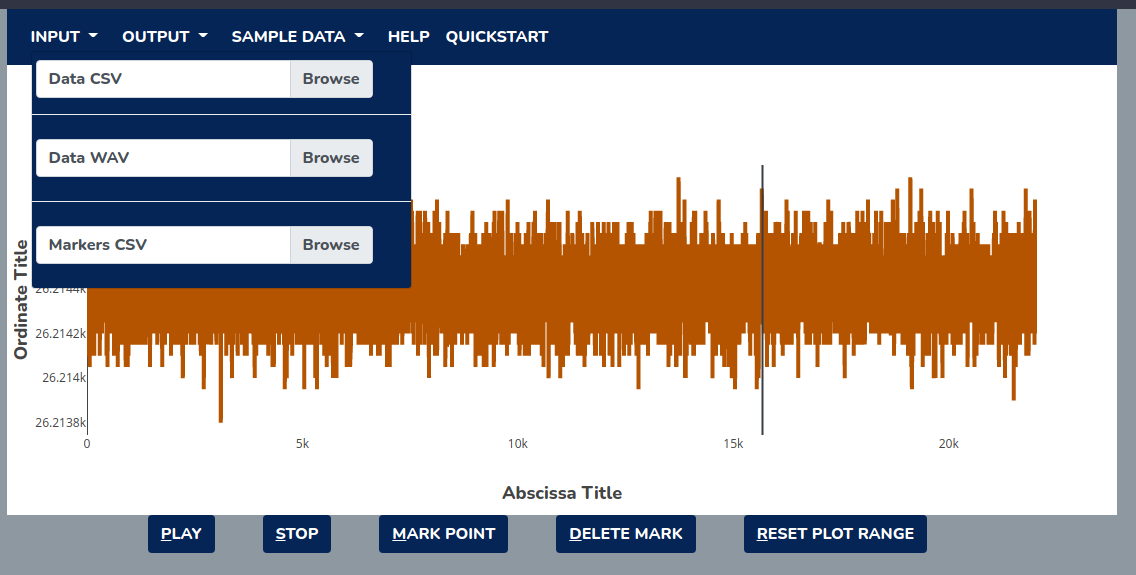 INPUT OUTPUT SAMPLE DATA HELP QUICKSTART
Data CSV Browse
Data WAV Browse
Markers CSV Browse
Ordinate Title
26.2144k
26.2142k
26.214k
26.2138k
0 5k 10k 15k 20k
Abscissa Title
PLAY STOP MARK POINT DELETE MARK RESET PLOT RANGE